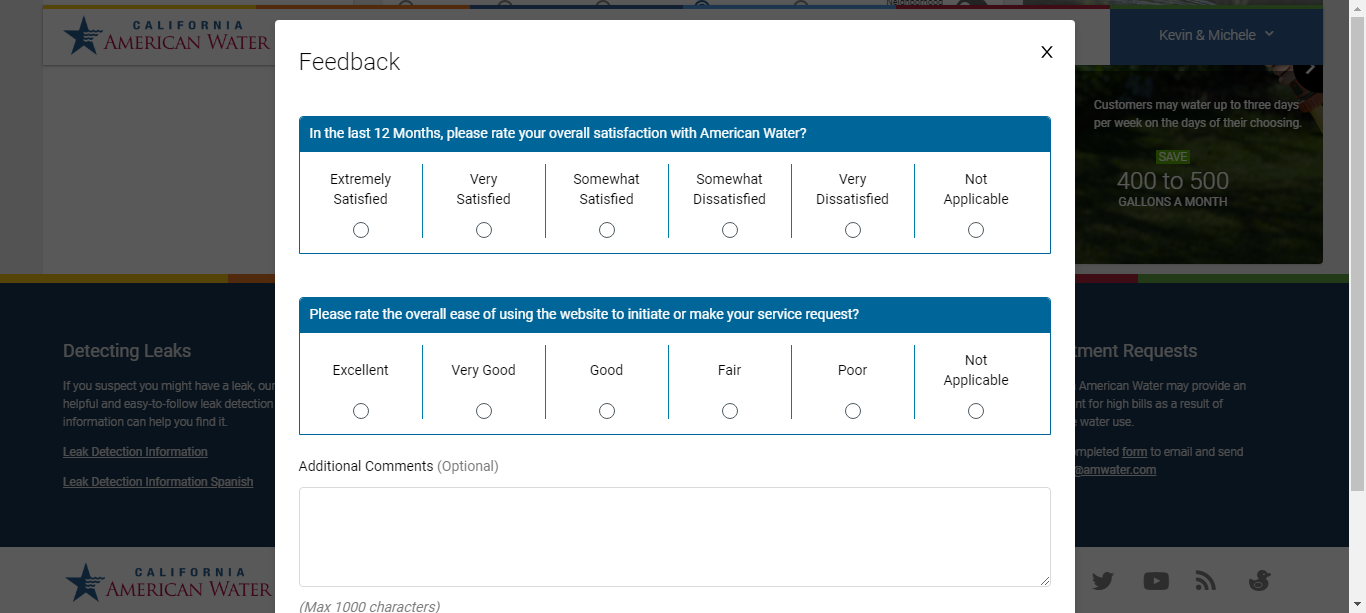 Neighborhood
CALIFORNIA
AMERICAN WATER
Kevin & Michele
Feedback
X
In the last 12 Months, please rate your overall satisfaction with American Water?
Extremely Satisfied
Very Satisfied
Somewhat Satisfied
Somewhat Dissatisfied
Very Dissatisfied
Not Applicable
Please rate the overall ease of using the website to initiate or make your service request?
Excellent
Very Good
Good
Fair
Poor
Not Applicable
Additional Comments (Optional)
(Max 1000 characters)
Customers may water up to three days
per week on the days of their choosing.
SAVE
400 to 500
GALLONS A MONTH
Detecting Leaks
If you suspect you might have a leak, our
helpful and easy-to-follow leak detection
information can help you find it.
Leak Detection Information
Leak Detection Information Spanish
tment Requests
American Water may provide an
nt for high bills as a result of
water use.
mpleted form to email and send
@amwater.com
CALIFORNIA
AMERICAN WATER